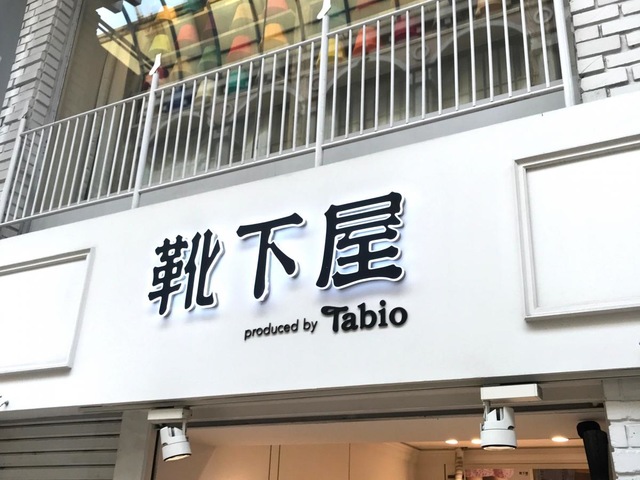 靴下屋
produced by Tabio